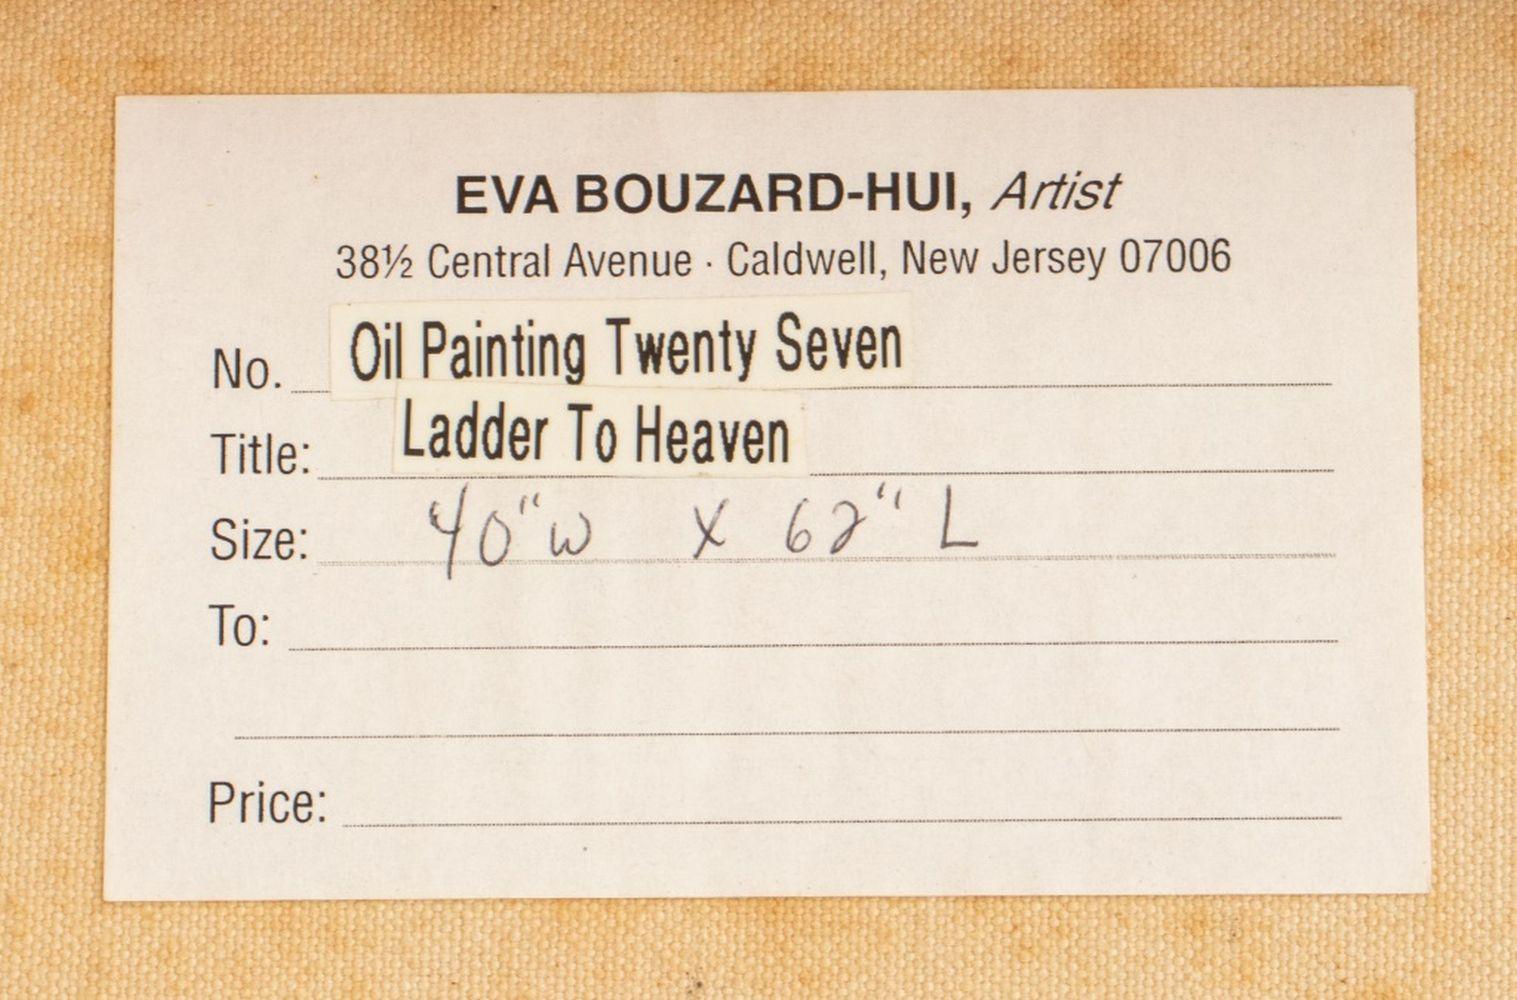 EVA BOUZARD-HUI, Artist
38½ Central Avenue · Caldwell, New Jersey 07006
No. Oil Painting Twenty Seven
Title: Ladder To Heaven
Size: 40"W X 62" L
To:
Price: